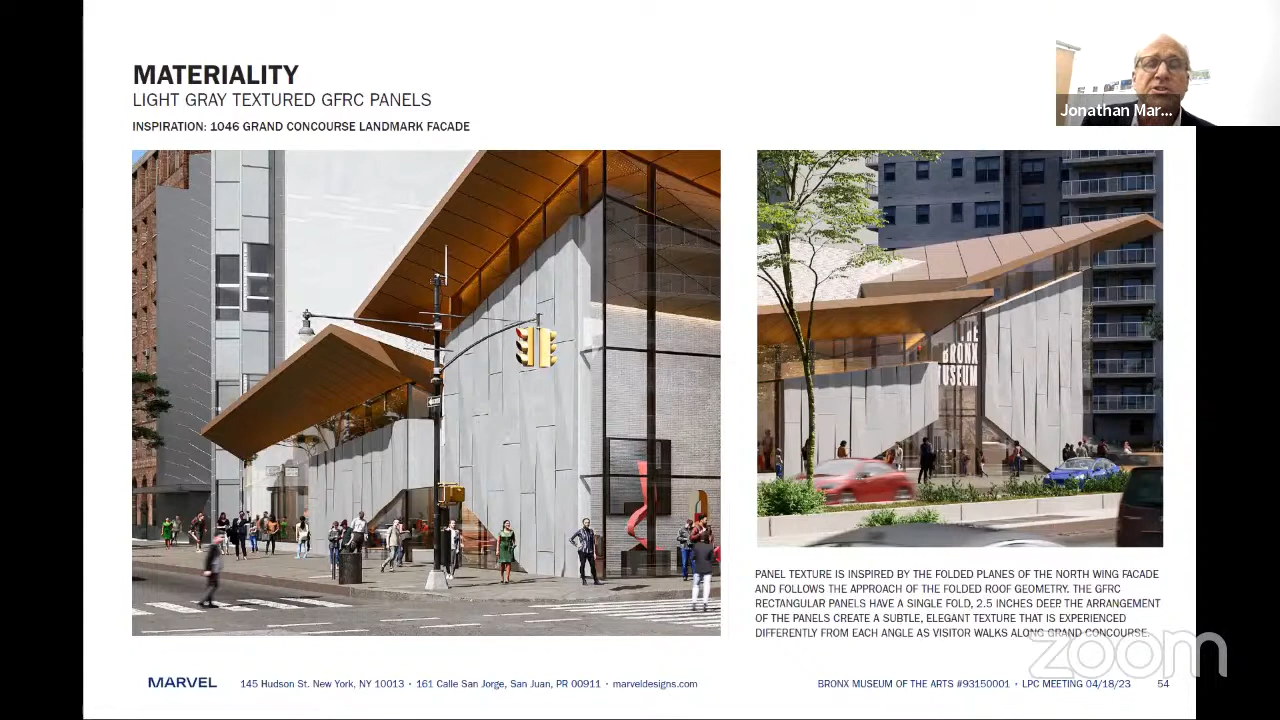 MATERIALITY
LIGHT GRAY TEXTURED GFRC PANELS
INSPIRATION: 1046 GRAND CONCOURSE LANDMARK FACADE
Jonathan Mar...
THE
BRONX
MUSEUM
PANEL TEXTURE IS INSPIRED BY THE FOLDED PLANES OF THE NORTH WING FACADE
AND FOLLOWS THE APPROACH OF THE FOLDED ROOF GEOMETRY. THE GFRC
RECTANGULAR PANELS HAVE A SINGLE FOLD, 2.5 INCHES DEEP. THE ARRANGEMENT
OF THE PANELS CREATE A SUBTLE, ELEGANT TEXTURE THAT IS EXPERIENCED
DIFFERENTLY FROM EACH ANGLE AS VISITOR WALKS ALONG GRAND CONCOURSE.
zoom
MARVEL 145 Hudson St. New York, NY 10013 • 161 Calle San Jorge, San Juan, PR 00911 • marveldesigns.com BRONX MUSEUM OF THE ARTS #93150001 • LPC MEETING 04/18/23 54